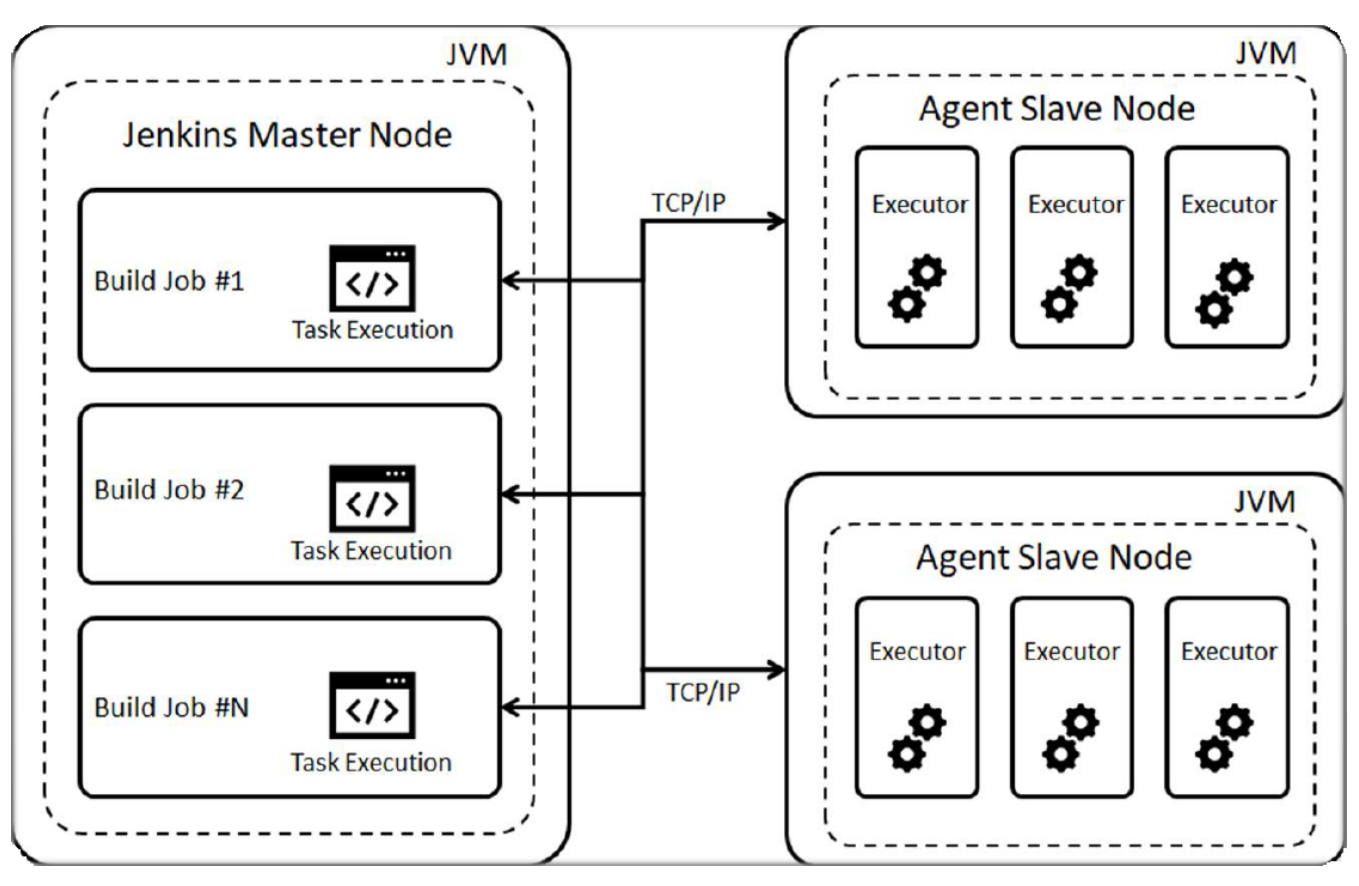 JVM
Jenkins Master Node
Build Job #1
</>
Task Execution
Build Job #2
</>
Task Execution
Build Job #N
</>
Task Execution
TCP/IP
TCP/IP
JVM
Agent Slave Node
Executor Executor Executor
JVM
Agent Slave Node
Executor Executor Executor